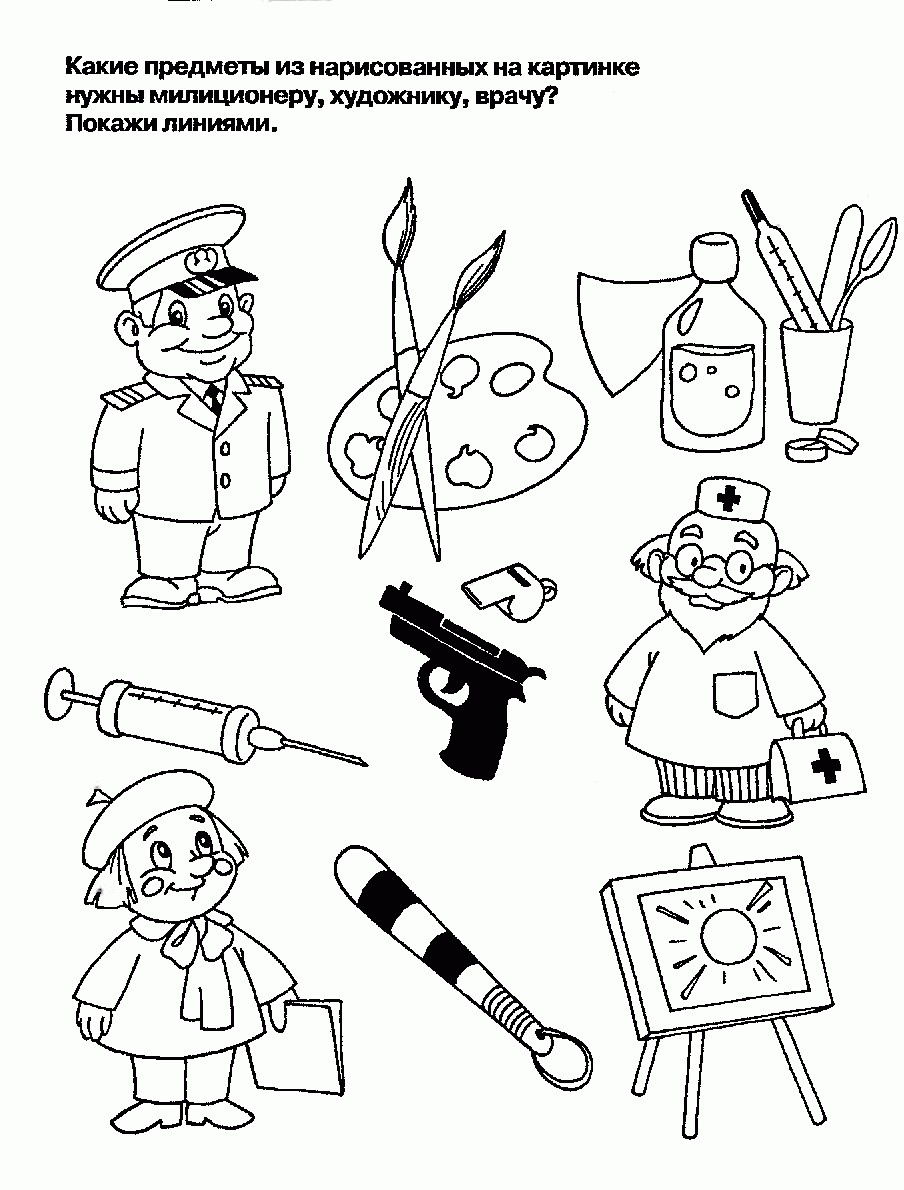 Какие предметы из нарисованных на картинке
нужны милиционеру, художнику, врачу?
Покажи линиями.